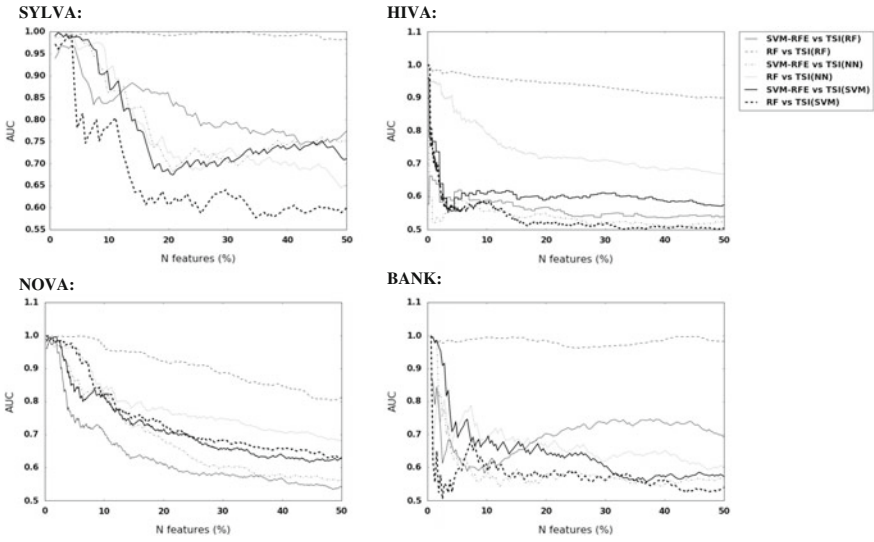 SYLVA:
1.00
0.95
0.90
0.85
0.80
0.75
0.70
0.65
0.60
0.55
AUC
0 10 20 30 40 50
N features (%)
HIVA:
1.1
1.0
0.9
0.8
0.7
0.6
0.5
AUC
0 10 20 30 40 50
N features (%)
SVM-RFE vs TSI(RF)
RF vs TSI(RF)
SVM-RFE vs TSI(NN)
RF vs TSI(NN)
SVM-RFE vs TSI(SVM)
RF vs TSI(SVM)
NOVA:
1.1
1.0
0.9
0.8
0.7
0.6
0.5
AUC
0 10 20 30 40 50
N features (%)
BANK:
1.1
1.0
0.9
0.8
0.7
0.6
0.5
AUC
0 10 20 30 40 50
N features (%)